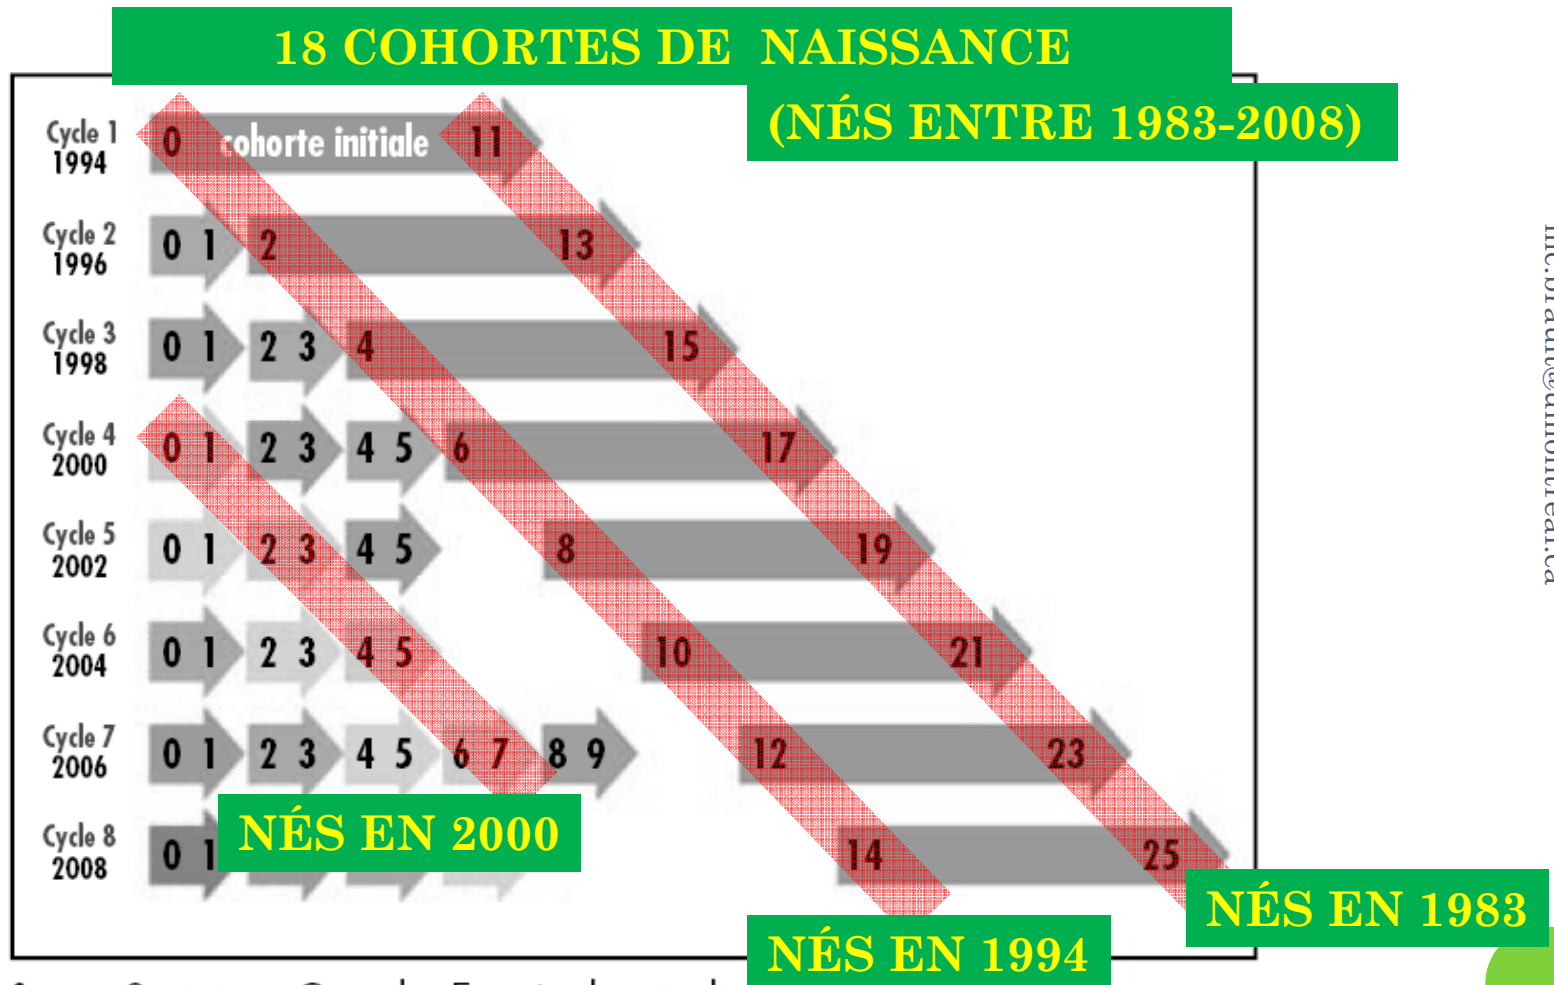 18 COHORTES DE NAISSANCE
(NÉS ENTRE 1983-2008)
Cycle 1
1994
0 cohorte initiale 11
Cycle 2
1996
0 1 2 13
Cycle 3
1998
0 1 2 3 4 15
Cycle 4
2000
0 1 2 3 4 5 6 17
Cycle 5
2002
0 1 2 3 4 5 8 19
Cycle 6
2004
0 1 2 3 4 5 10 21
Cycle 7
2006
0 1 2 3 4 5 6 7 8 9 12 23
Cycle 8
2008
0 1 14 25
NÉS EN 2000
NÉS EN 1983
NÉS EN 1994